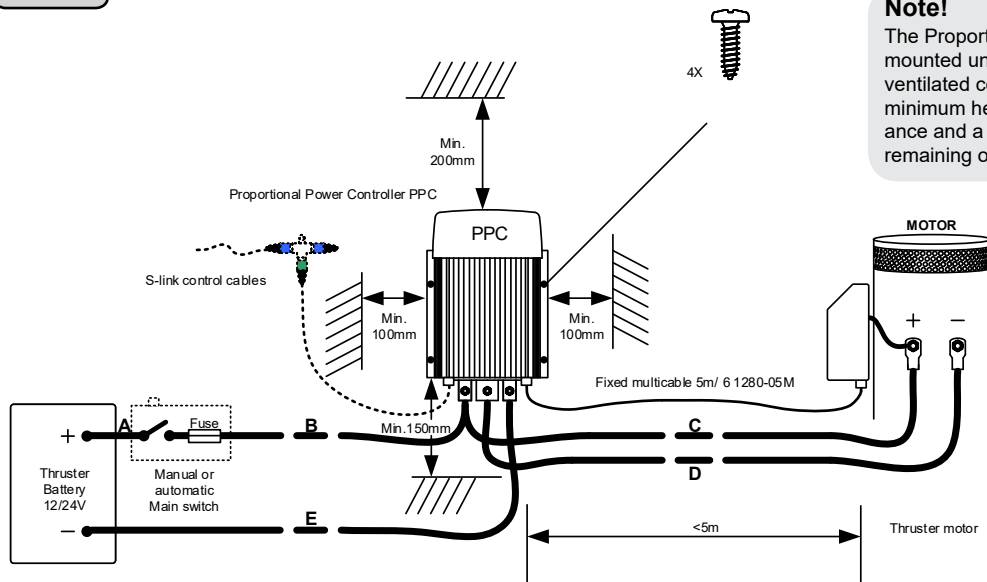 Note!
The Proport
mounted un
ventilated c
minimum he
ance and a
remaining o
4X
Min.
200mm
Proportional Power Controller PPC
PPC
MOTOR
S-link control cables
Min.
100mm
Min.
100mm
+ −
Fixed multicable 5m/ 6 1280-05M
Min.150mm
A
Fuse
B
C
D
E
+
Thruster
Battery
12/24V
−
Manual or
automatic
Main switch
<5m
Thruster motor